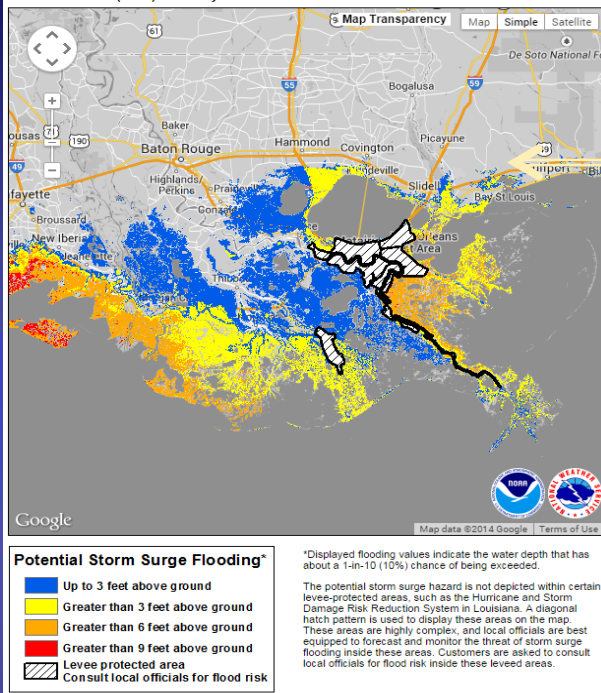 61
Map Transparency
Map
Simple
Satellite
De Soto National Fo
55
59
Bogalusa
Baker
190
Hammond
Covington
Picayune
Baton Rouge
49
Highlands/
Perkins
Slidell
Bay St Louis
Broussard
New Iberia
Orleans
Area
NOAA
NATIONAL WEATHER SERVICE
Google
Map data ©2014 Google
Terms of Use
Potential Storm Surge Flooding*
Up to 3 feet above ground
Greater than 3 feet above ground
Greater than 6 feet above ground
Greater than 9 feet above ground
Levee protected area
Consult local officials for flood risk
*Displayed flooding values indicate the water depth that has
about a 1-in-10 (10%) chance of being exceeded.
The potential storm surge hazard is not depicted within certain
levee-protected areas, such as the Hurricane and Storm
Damage Risk Reduction System in Louisiana. A diagonal
hatch pattern is used to display these areas on the map.
These areas are highly complex, and local officials are best
equipped to forecast and monitor the threat of storm surge
flooding inside these areas. Customers are asked to consult
local officials for flood risk inside these leveed areas.